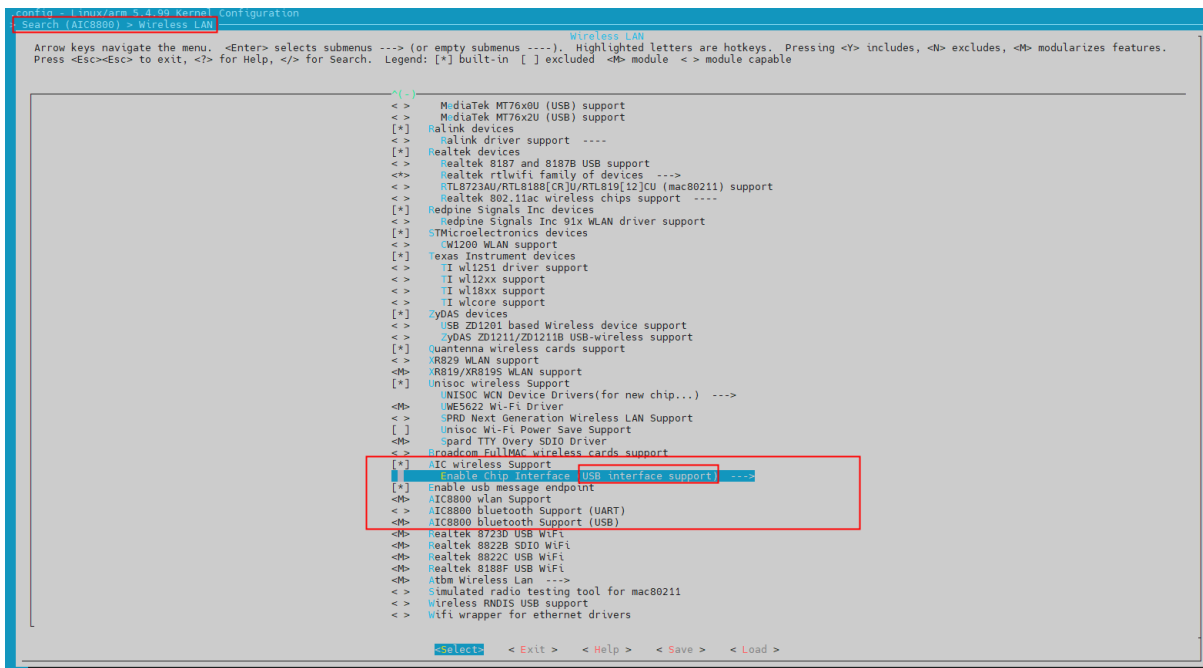 .config - Linux/arm 5.4.99 Kernel Configuration
> Search (AIC8800) > Wireless LAN
Wireless LAN
Arrow keys navigate the menu. <Enter> selects submenus ---> (or empty submenus ----). Highlighted letters are hotkeys. Pressing <Y> includes, <N> excludes, <M> modularizes features.
Press <Esc><Esc> to exit, <?> for Help, </> for Search. Legend: [*] built-in [ ] excluded <M> module < > module capable
^(-)
< > MediaTek MT76x0U (USB) support
< > MediaTek MT76x2U (USB) support
[*] Ralink devices
< > Ralink driver support ----
[*] Realtek devices
< > Realtek 8187 and 8187B USB support
<*> Realtek rtlwifi family of devices --->
< > RTL8723AU/RTL8188[CR]U/RTL819[12]CU (mac80211) support
< > Realtek 802.11ac wireless chips support ----
[*] Redpine Signals Inc devices
< > Redpine Signals Inc 91x WLAN driver support
[*] STMicroelectronics devices
< > CW1200 WLAN support
[*] Texas Instrument devices
< > TI wl1251 driver support
< > TI wl12xx support
< > TI wl18xx support
< > TI wlcore support
[*] ZyDAS devices
< > USB ZD1201 based Wireless device support
< > ZyDAS ZD1211/ZD1211B USB-wireless support
[*] Quantenna wireless cards support
< > XR829 WLAN support
<M> XR819/XR819S WLAN support
[*] Unisoc wireless Support
UNISOC WCN Device Drivers(for new chip...) --->
<M> UWE5622 Wi-Fi Driver
< > SPRD Next Generation Wireless LAN Support
[ ] Unisoc Wi-Fi Power Save Support
<M> Spard TTY Overy SDIO Driver
< > Broadcom FullMAC wireless cards support
[*] AIC wireless Support
Enable Chip Interface (USB interface support) --->
[*] Enable usb message endpoint
<M> AIC8800 wlan Support
< > AIC8800 bluetooth Support (UART)
<M> AIC8800 bluetooth Support (USB)
<M> Realtek 8723D USB WiFi
<M> Realtek 8822B SDIO WiFi
<M> Realtek 8822C USB WiFi
<M> Realtek 8188F USB WiFi
<M> Atbm Wireless Lan --->
< > Simulated radio testing tool for mac80211
< > Wireless RNDIS USB support
< > Wifi wrapper for ethernet drivers
<Select> < Exit > < Help > < Save > < Load >